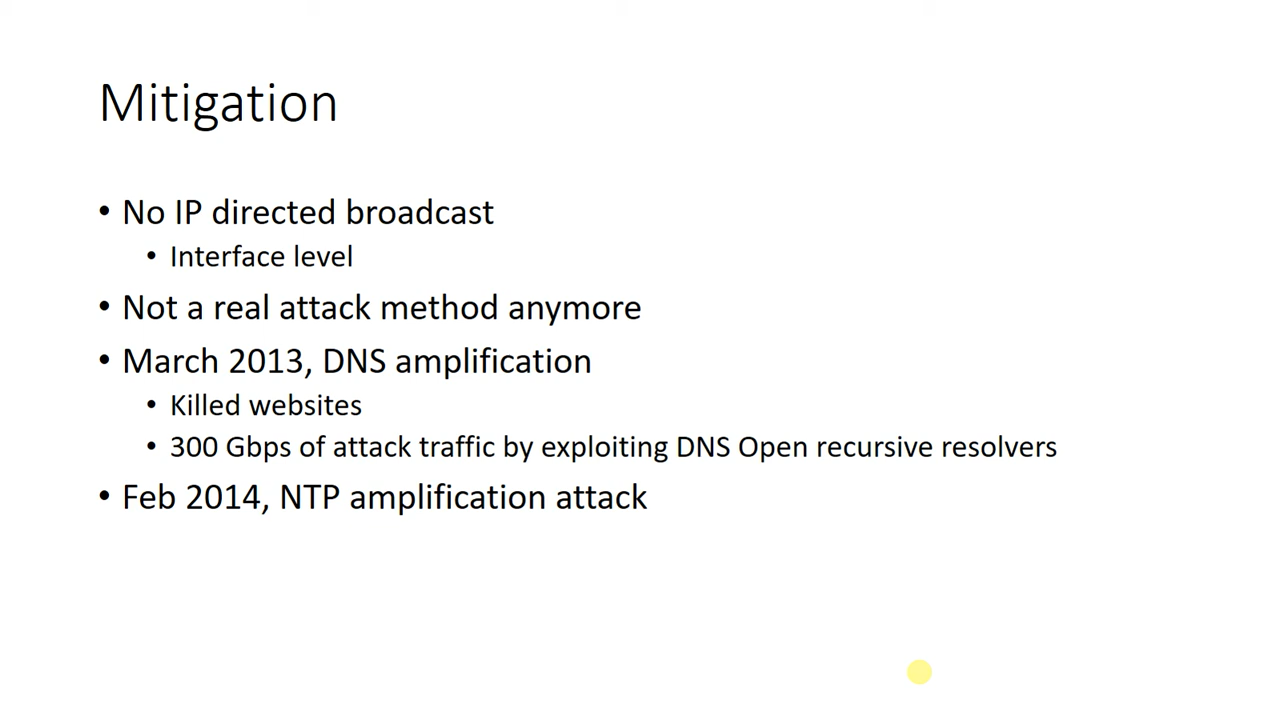 Mitigation
• No IP directed broadcast
• Interface level
• Not a real attack method anymore
• March 2013, DNS amplification
• Killed websites
• 300 Gbps of attack traffic by exploiting DNS Open recursive resolvers
• Feb 2014, NTP amplification attack